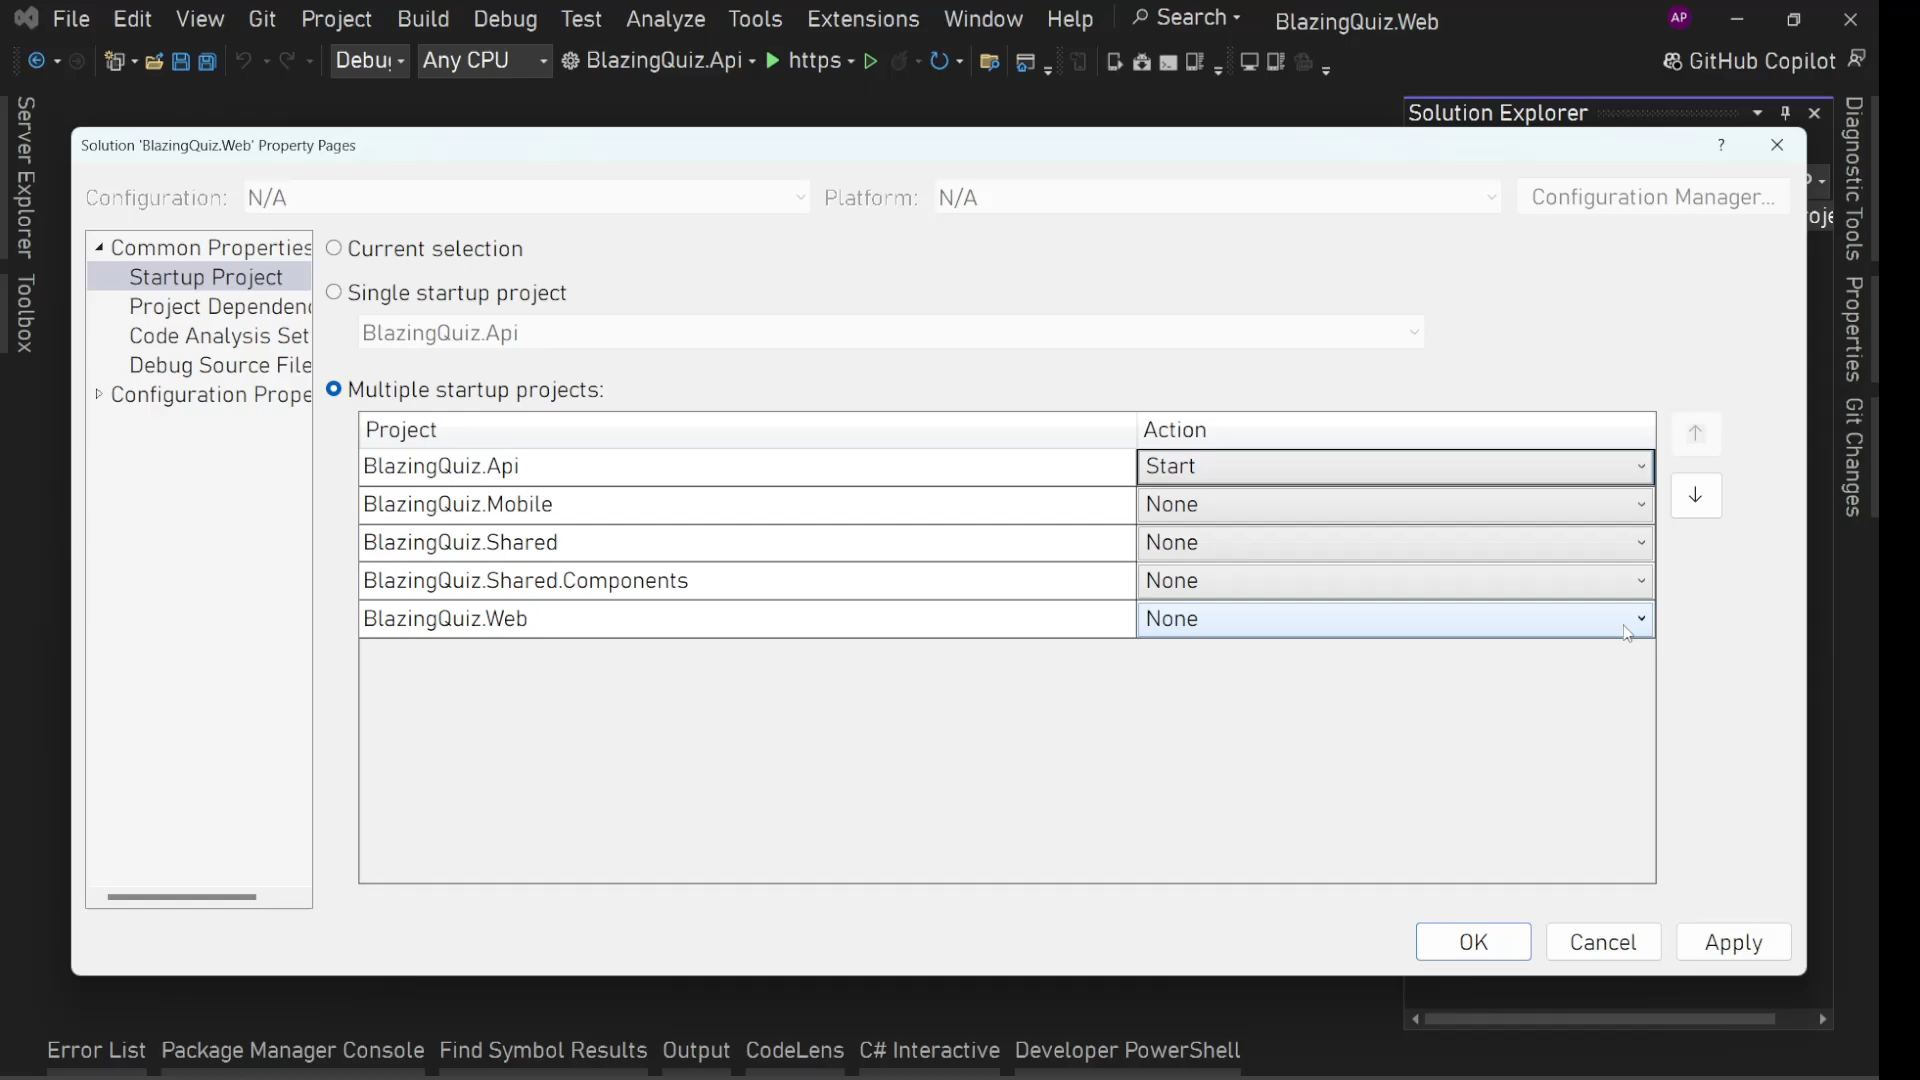 File Edit View Git Project Build Debug Test Analyze Tools Extensions Window Help Search BlazingQuiz.Web AP
Debu Any CPU BlazingQuiz.Api https GitHub Copilot
Server Explorer
Toolbox
Solution Explorer
Diagnostic Tools
Properties
Git Changes
Solution 'BlazingQuiz.Web' Property Pages ?
Configuration: N/A Platform: N/A Configuration Manager...
Common Properties
Startup Project
Project Dependen
Code Analysis Set
Debug Source File
Configuration Prope
Current selection
Single startup project
BlazingQuiz.Api
Multiple startup projects:
Project Action
BlazingQuiz.Api Start
BlazingQuiz.Mobile None
BlazingQuiz.Shared None
BlazingQuiz.Shared.Components None
BlazingQuiz.Web None
OK Cancel Apply
Error List Package Manager Console Find Symbol Results Output CodeLens C# Interactive Developer PowerShell